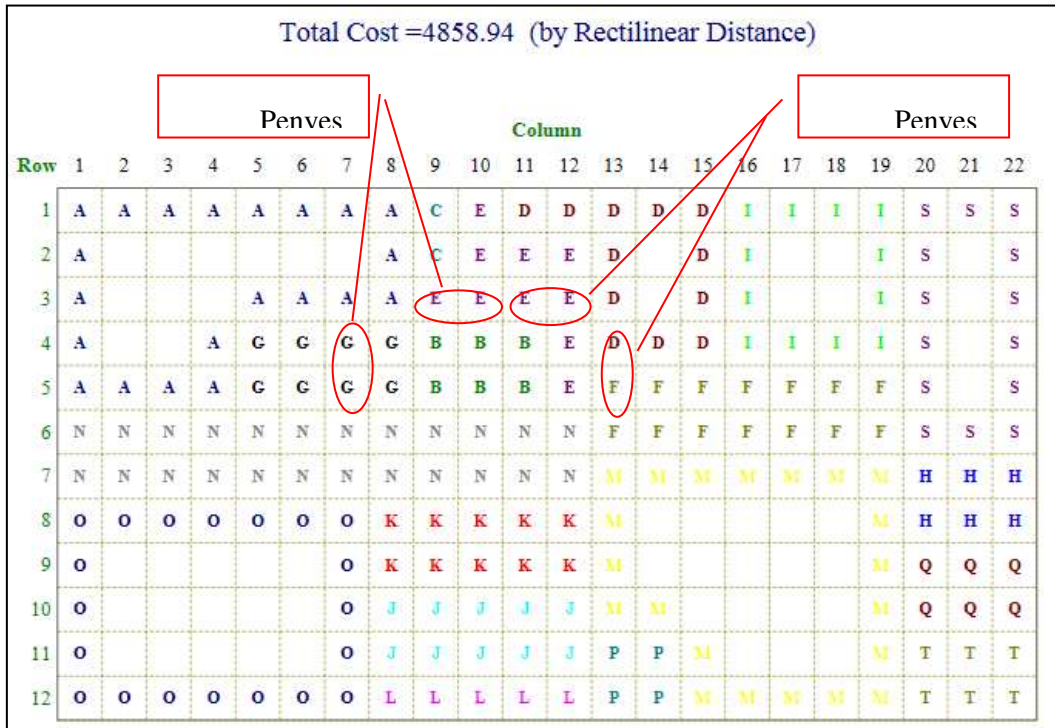 Total Cost =4858.94 (by Rectilinear Distance)
Penyes Penyes
Column
Row 1 2 3 4 5 6 7 8 9 10 11 12 13 14 15 16 17 18 19 20 21 22
1 A A A A A A A A C E D D D D D I I I I S S S
2 A A C E E E D D I I S S
3 A A A A A E E E E D D I I S S
4 A A G G G G B B B E D D D I I I I S S
5 A A A A G G G G B B B E F F F F F F F S S
6 N N N N N N N N N N N N F F F F F F F S S S
7 N N N N N N N N N N N N M M M M M M M H H H
8 O O O O O O O K K K K K M M H H H
9 O O K K K K K M M Q Q Q
10 O O J J J J J M M M Q Q Q
11 O O J J J J J P P M M T T T
12 O O O O O O O L L L L L P P M M M M M T T T